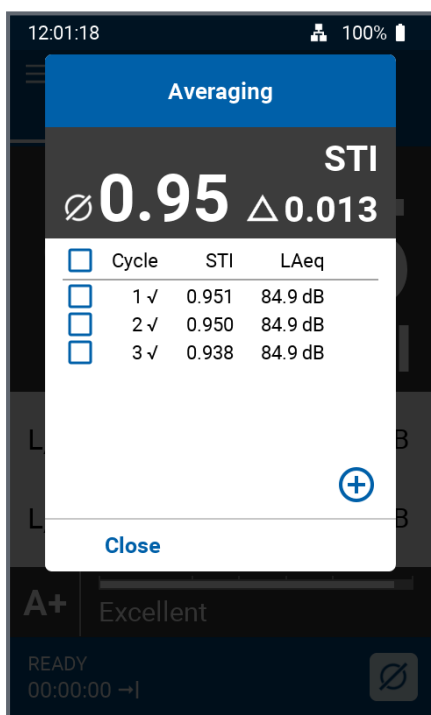 12:01:18 100%
Averaging
STI
⌀0.95 △0.013
Cycle STI LAeq
1 √ 0.951 84.9 dB
2 √ 0.950 84.9 dB
3 √ 0.938 84.9 dB
L B
L B
Close
A+ Excellent
READY
00:00:00 →|